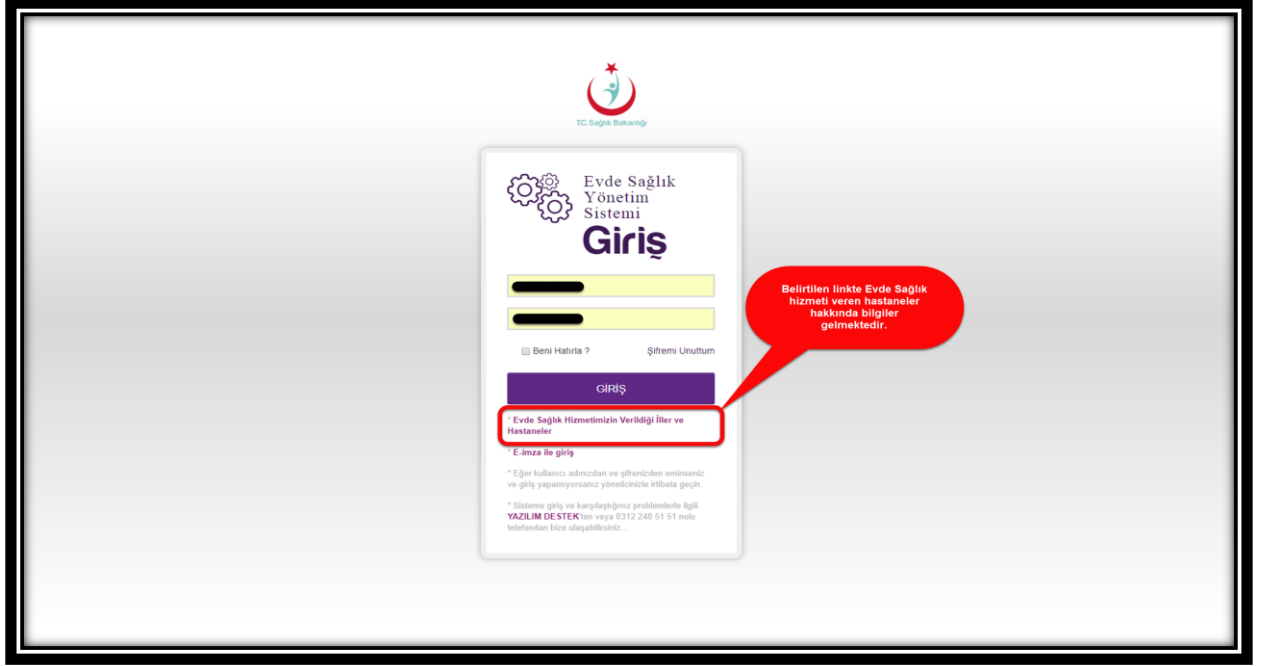 T.C. Sağlık Bakanlığı
Evde Sağlık
Yönetim
Sistemi
Giriş
Beni Hatırla ? Şifremi Unuttum
GİRİŞ
* Evde Sağlık Hizmetimizin Verildiği İller ve
Hastaneler
* E-imza ile giriş
* Eğer kullanıcı adınızdan ve şifrenizden eminseniz
ve giriş yapamıyorsanız yöneticinizle irtibata geçin.
* Sisteme giriş ve karşılaştığınız problemlerle ilgili
YAZILIM DESTEK'ten veya 0312 248 51 51 nolu
telefondan bize ulaşabilirsiniz...
Belirtilen linkte Evde Sağlık
hizmeti veren hastaneler
hakkında bilgiler
gelmektedir.